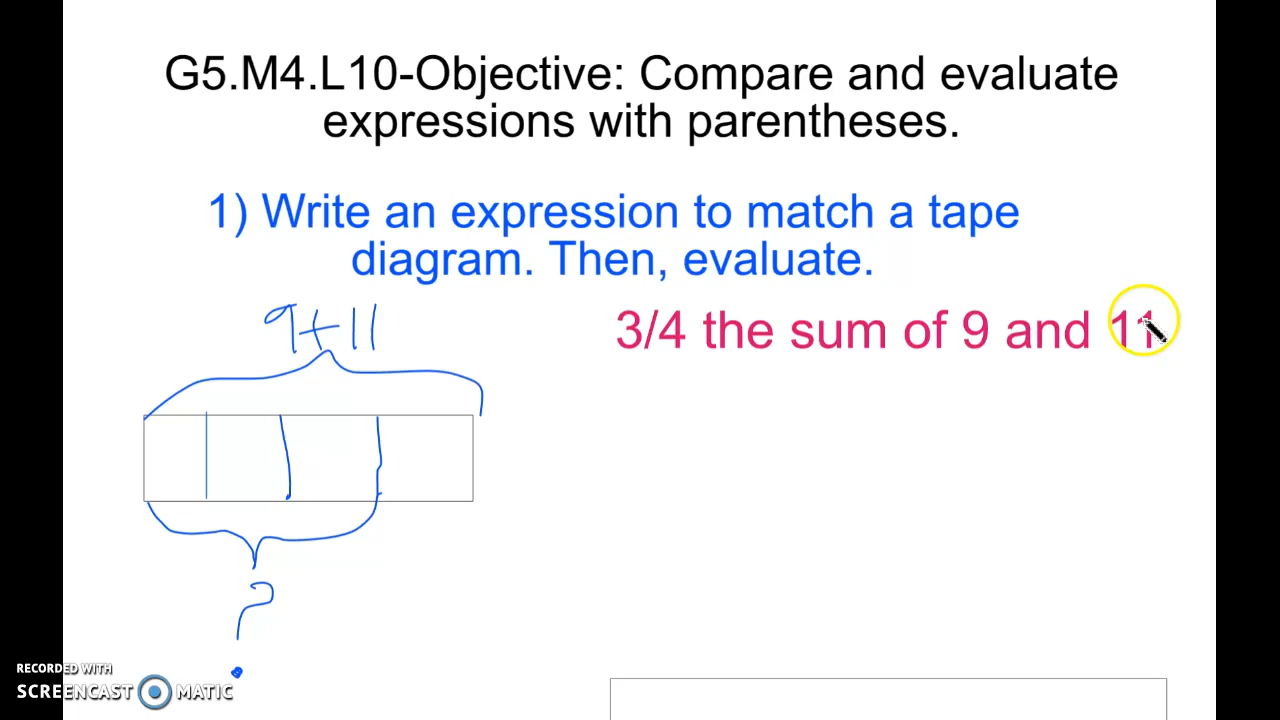 G5.M4.L10-Objective: Compare and evaluate
expressions with parentheses.
1) Write an expression to match a tape
diagram. Then, evaluate.
9+11
3/4 the sum of 9 and 11
?
RECORDED WITH
SCREENCAST MATIC